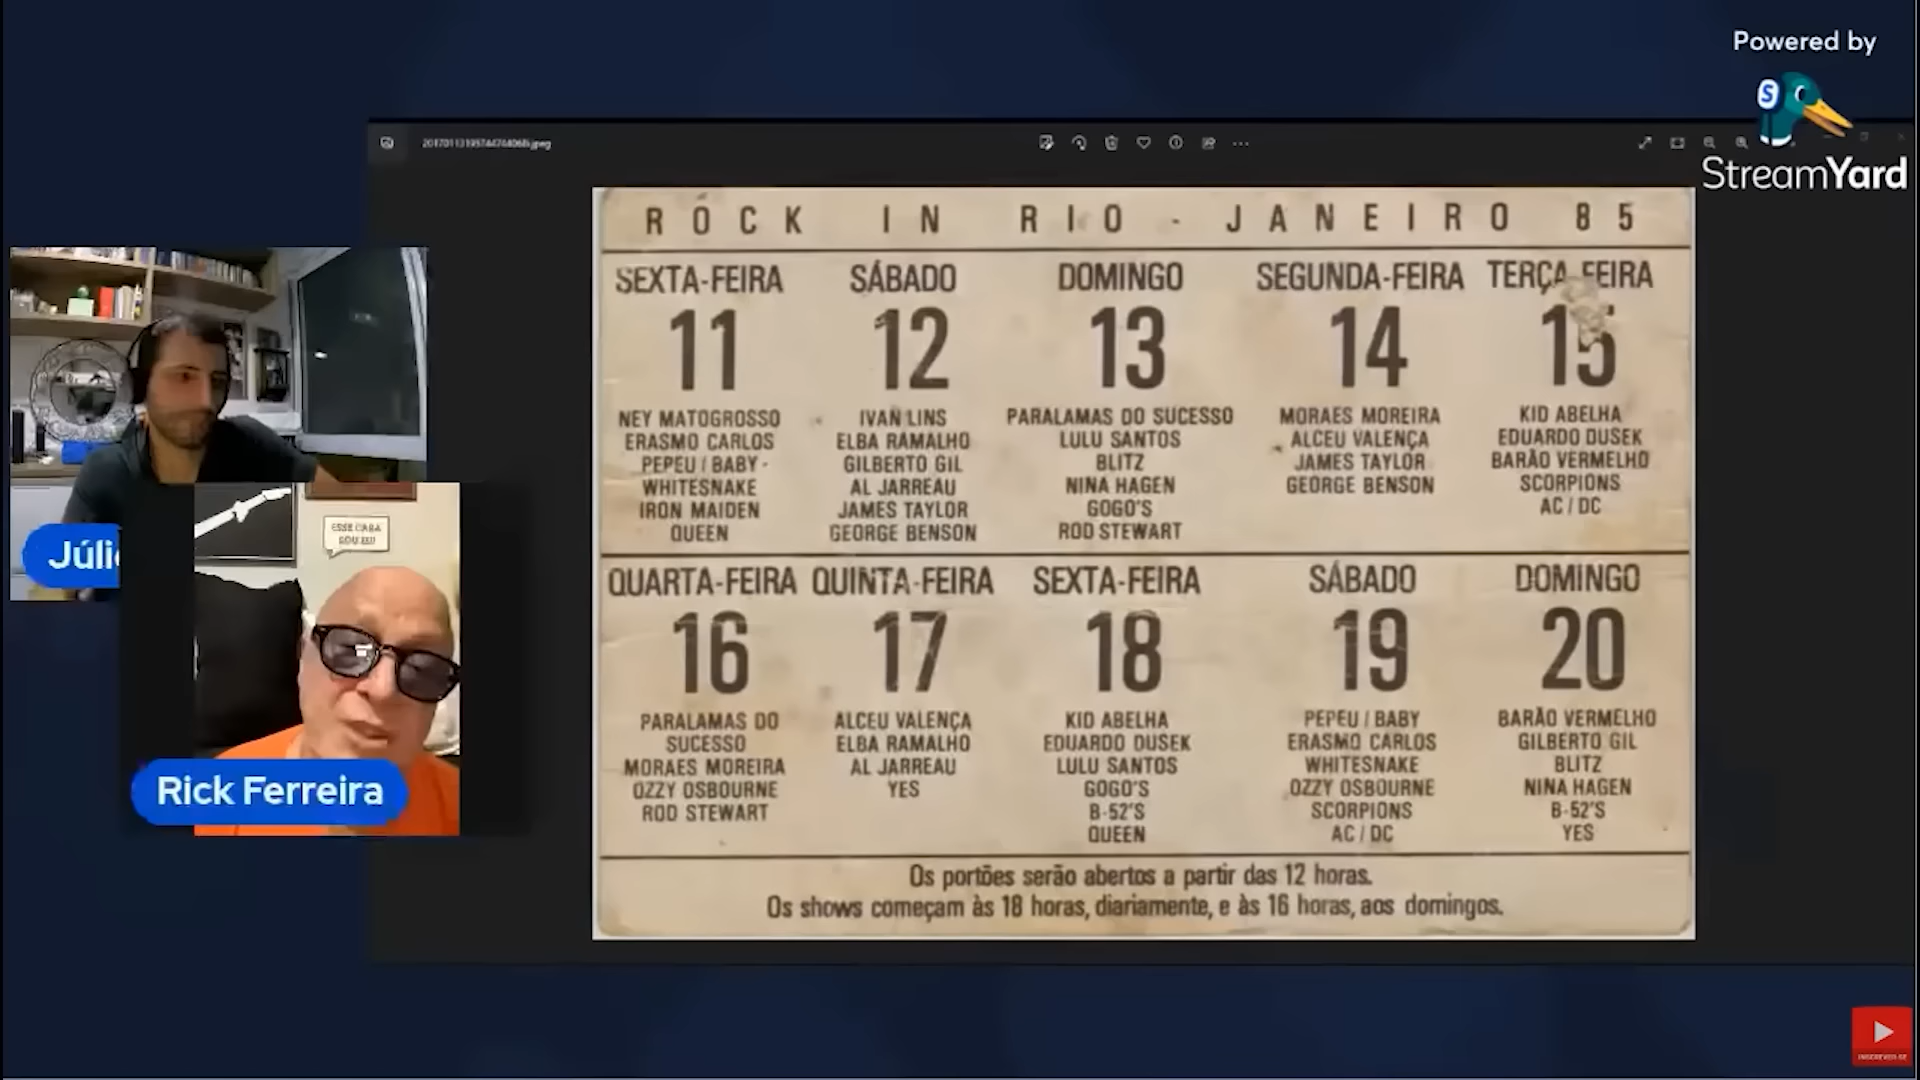 Powered by
StreamYard
RÓCK IN RIO - JANEIRO 85
SEXTA-FEIRA
11
NEY MATOGROSSO
ERASMO CARLOS
PEPEU / BABY
WHITESNAKE
IRON MAIDEN
QUEEN
SÁBADO
12
IVAN LINS
ELBA RAMALHO
GILBERTO GIL
AL JARREAU
JAMES TAYLOR
GEORGE BENSON
DOMINGO
13
PARALAMAS DO SUCESSO
LULU SANTOS
BLITZ
NINA HAGEN
GOGO'S
ROD STEWART
SEGUNDA-FEIRA
14
MORAES MOREIRA
ALCEU VALENÇA
JAMES TAYLOR
GEORGE BENSON
TERÇA-FEIRA
15
KID ABELHA
EDUARDO DUSEK
BARÃO VERMELHO
SCORPIONS
AC / DC
QUARTA-FEIRA
16
PARALAMAS DO
SUCESSO
MORAES MOREIRA
OZZY OSBOURNE
ROD STEWART
QUINTA-FEIRA
17
ALCEU VALENÇA
ELBA RAMALHO
AL JARREAU
YES
SEXTA-FEIRA
18
KID ABELHA
EDUARDO DUSEK
LULU SANTOS
GOGO'S
B-52'S
QUEEN
SÁBADO
19
PEPEU / BABY
ERASMO CARLOS
WHITESNAKE
OZZY OSBOURNE
SCORPIONS
AC / DC
DOMINGO
20
BARÃO VERMELHO
GILBERTO GIL
BLITZ
NINA HAGEN
B-52'S
YES
Os portões serão abertos a partir das 12 horas.
Os shows começam às 18 horas, diariamente, e às 16 horas, aos domingos.
ESSE CARA
SOU EU!
Rick Ferreira
INSCREVER-SE